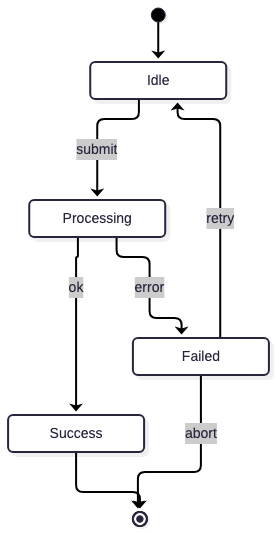 Idle
submit
Processing
retry
ok
error
Failed
Success
abort